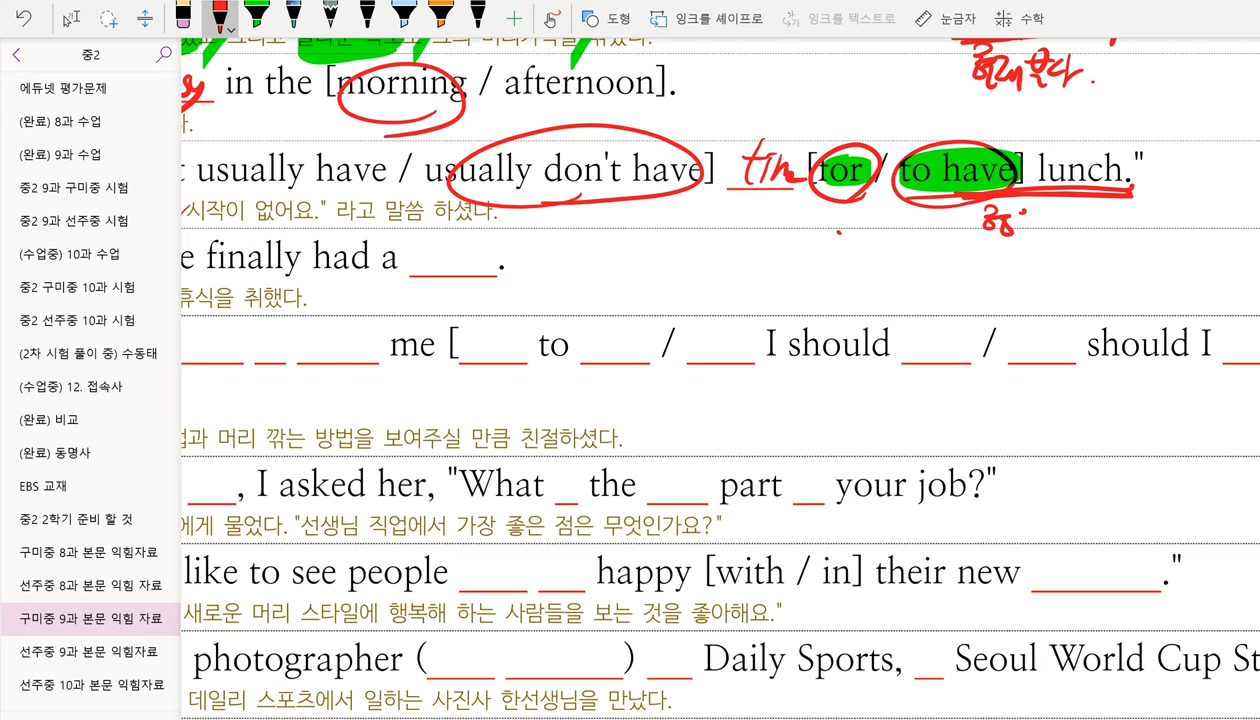 도형 잉크를 셰이프로 잉크를 텍스트로 눈금자 수학
중2
에듀넷 평가문제
(완료) 8과 수업
(완료) 9과 수업
중2 9과 구미중 시험
중2 9과 선주중 시험
(수업중) 10과 수업
중2 구미중 10과 시험
중2 선주중 10과 시험
(2차 시험 풀이 중) 수동태
(수업중) 12. 접속사
(완료) 비교
(완료) 동명사
EBS 교재
중2 2학기 준비 할 것
구미중 8과 본문 익힘자료
선주중 8과 본문 익힘 자료
구미중 9과 본문 익힘 자료
선주중 9과 본문 익힘자료
선주중 10과 본문 익힘자료
in the [morning / afternoon].
다.
t usually have / usually don't have] tim [for / to have] lunch."
시작이 없어요." 라고 말씀 하셨다.
e finally had a ______.
휴식을 취했다.
me [____ to ____ / ____ I should ____ / ____ should I
법과 머리 깎는 방법을 보여주실 만큼 친절하셨다.
___, I asked her, "What _ the ___ part _ your job?"
에게 물었다. "선생님 직업에서 가장 좋은 점은 무엇인가요?"
like to see people ____ ___ happy [with / in] their new ______."
새로운 머리 스타일에 행복해 하는 사람들을 보는 것을 좋아해요."
photographer (____ ______) ___ Daily Sports, _ Seoul World Cup St
데일리 스포츠에서 일하는 사진사 한선생님을 만났다.